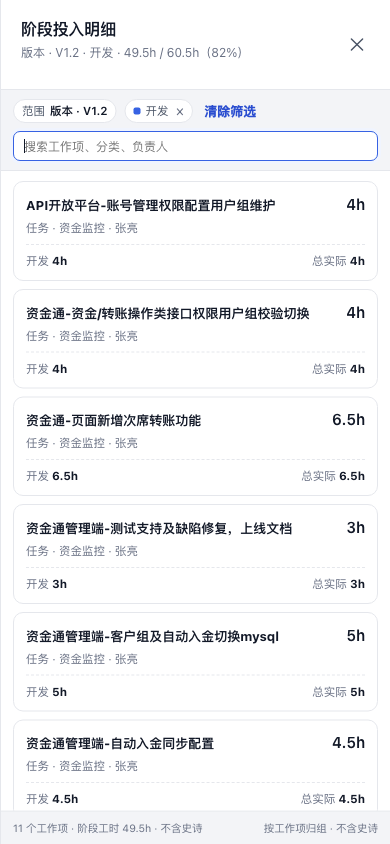 阶段投入明细
版本 · V1.2 · 开发 · 49.5h / 60.5h（82%）
范围 版本 · V1.2 开发 × 清除筛选
搜索工作项、分类、负责人
API开放平台-账号管理权限配置用户组维护 4h
任务 · 资金监控 · 张亮
开发 4h 总实际 4h
资金通-资金/转账操作类接口权限用户组校验切换 4h
任务 · 资金监控 · 张亮
开发 4h 总实际 4h
资金通-页面新增次席转账功能 6.5h
任务 · 资金监控 · 张亮
开发 6.5h 总实际 6.5h
资金通管理端-测试支持及缺陷修复，上线文档 3h
任务 · 资金监控 · 张亮
开发 3h 总实际 3h
资金通管理端-客户组及自动入金切换mysql 5h
任务 · 资金监控 · 张亮
开发 5h 总实际 5h
资金通管理端-自动入金同步配置 4.5h
任务 · 资金监控 · 张亮
开发 4.5h 总实际 4.5h
11 个工作项 · 阶段工时 49.5h · 不含史诗 按工作项归组 · 不含史诗